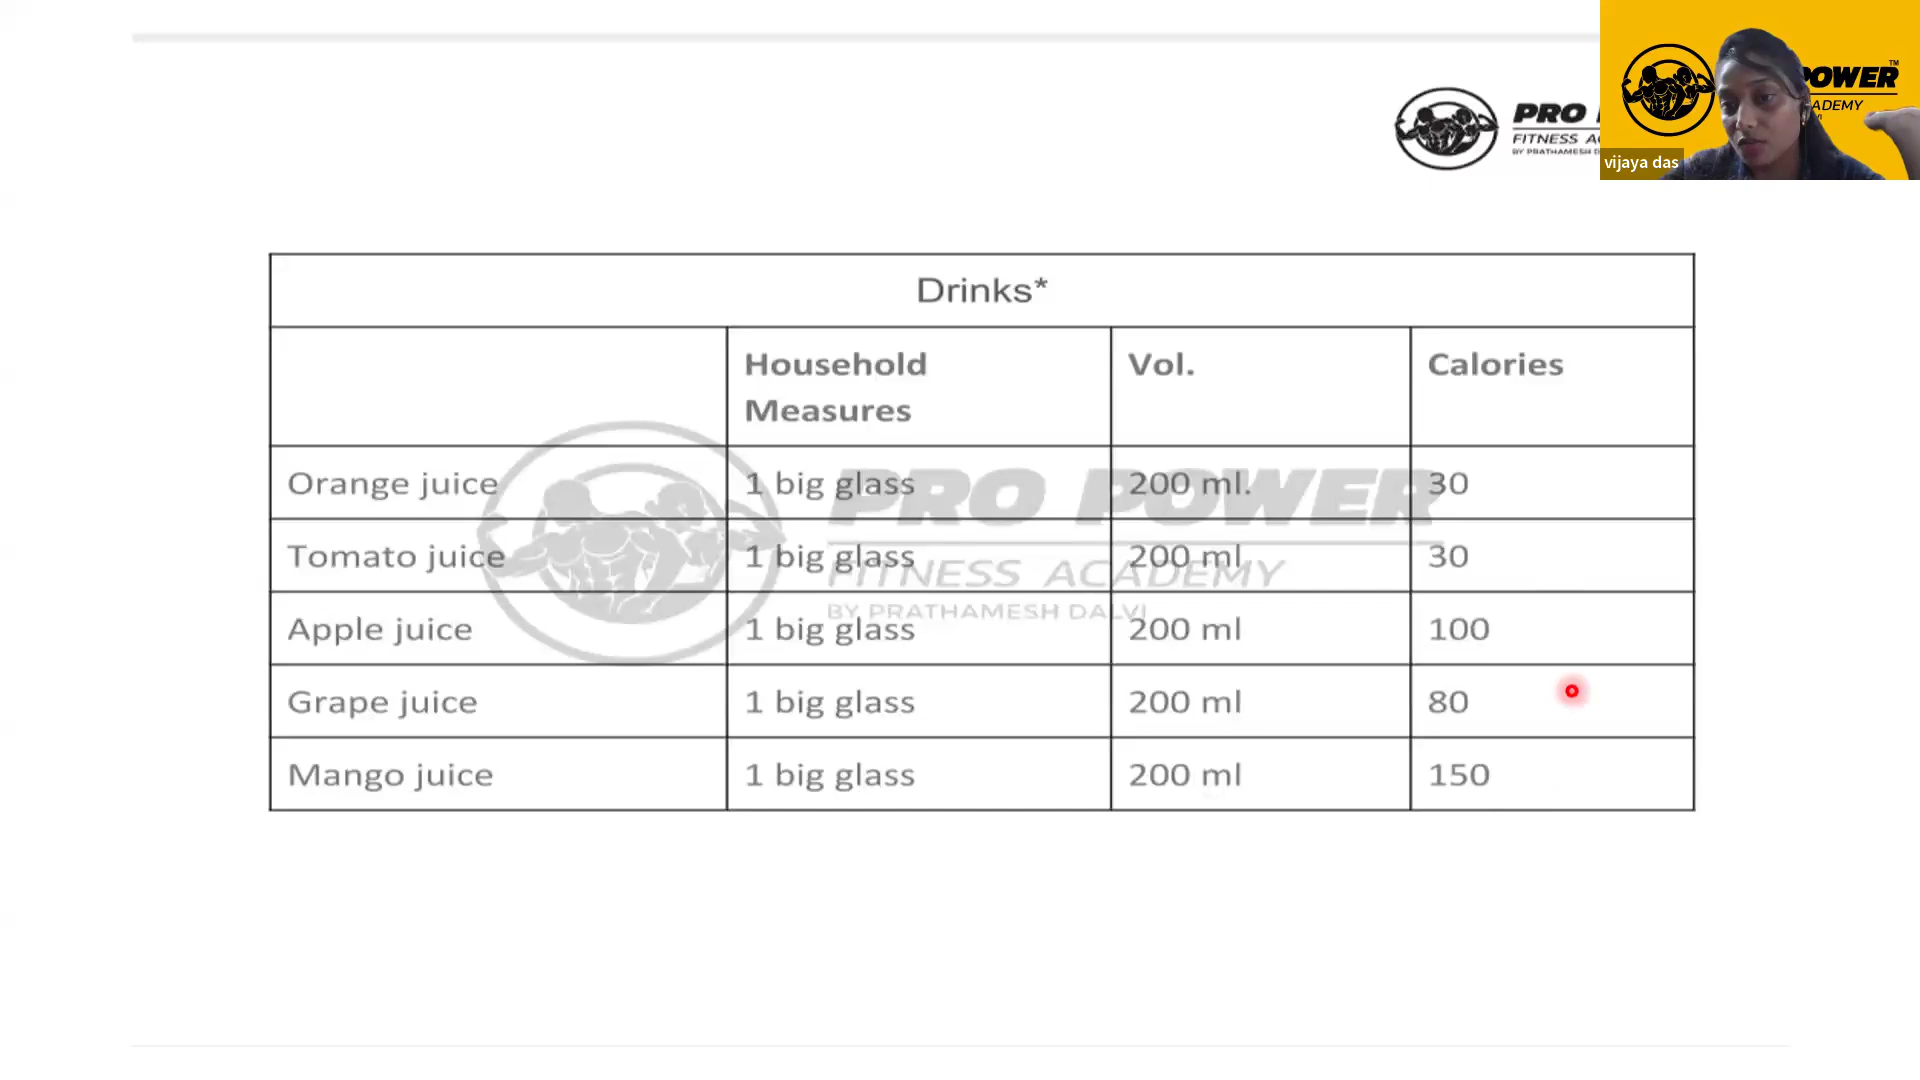 POWER™
ADEMY
vijaya das
PRO
FITNESS
BY PRATHAMESH
Drinks*
Household Measures Vol. Calories
Orange juice 1 big glass 200 ml. 30
Tomato juice 1 big glass 200 ml 30
Apple juice 1 big glass 200 ml 100
Grape juice 1 big glass 200 ml 80
Mango juice 1 big glass 200 ml 150
PRO POWER
FITNESS ACADEMY
BY PRATHAMESH DALVI